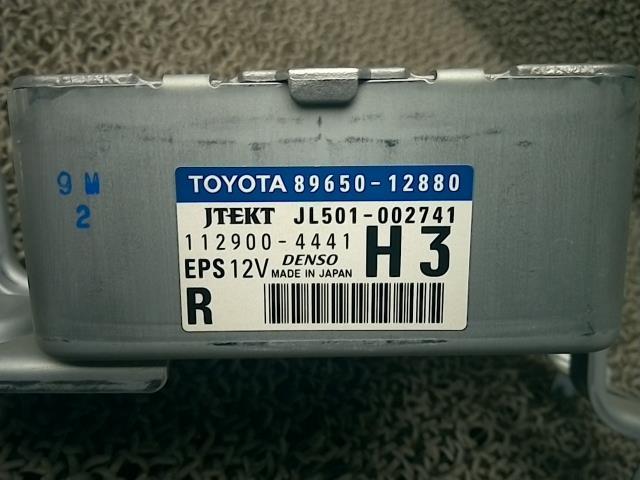 9 M
2
TOYOTA 89650-12880
JTEKT JL501-002741
112900-4441 H3
EPS 12V DENSO MADE IN JAPAN
R